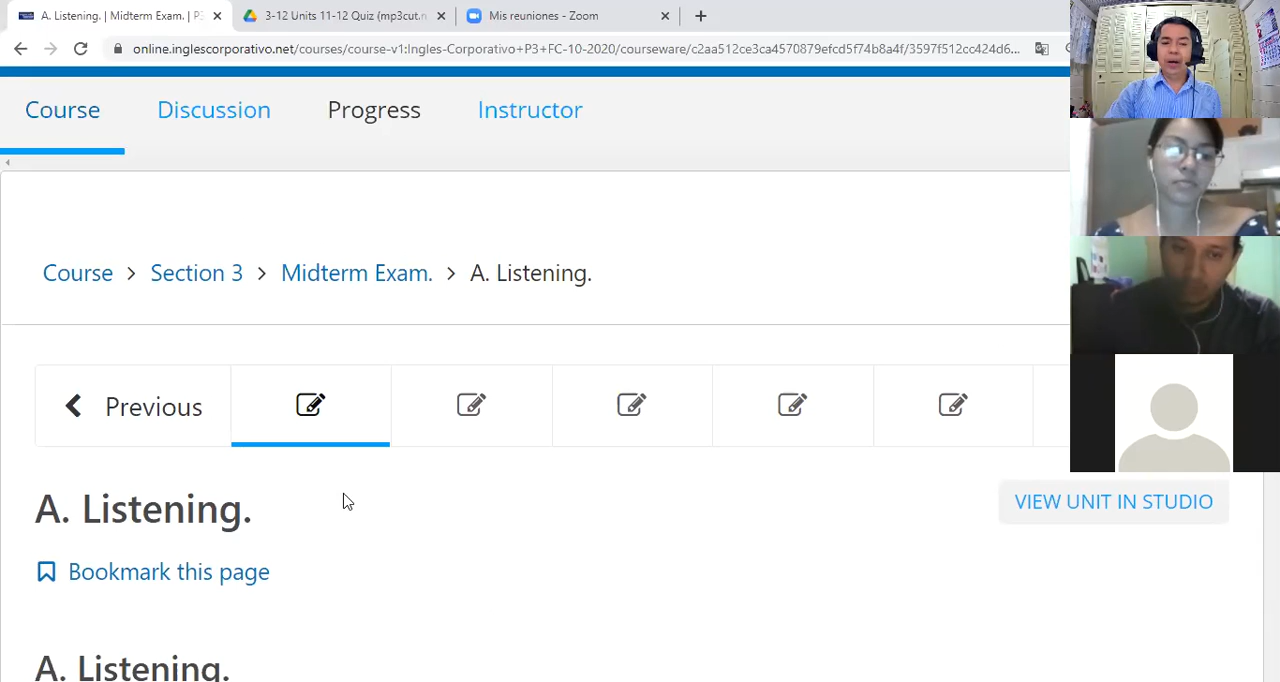 A. Listening. | Midterm Exam. | P3
3-12 Units 11-12 Quiz (mp3cut.n
Mis reuniones - Zoom
online.inglescorporativo.net/courses/course-v1:Ingles-Corporativo+P3+FC-10-2020/courseware/c2aa512ce3ca4570879efcd5f74b8a4f/3597f512cc424d6...
Course Discussion Progress Instructor
Course > Section 3 > Midterm Exam. > A. Listening.
Previous
A. Listening.
VIEW UNIT IN STUDIO
Bookmark this page
A. Listening.